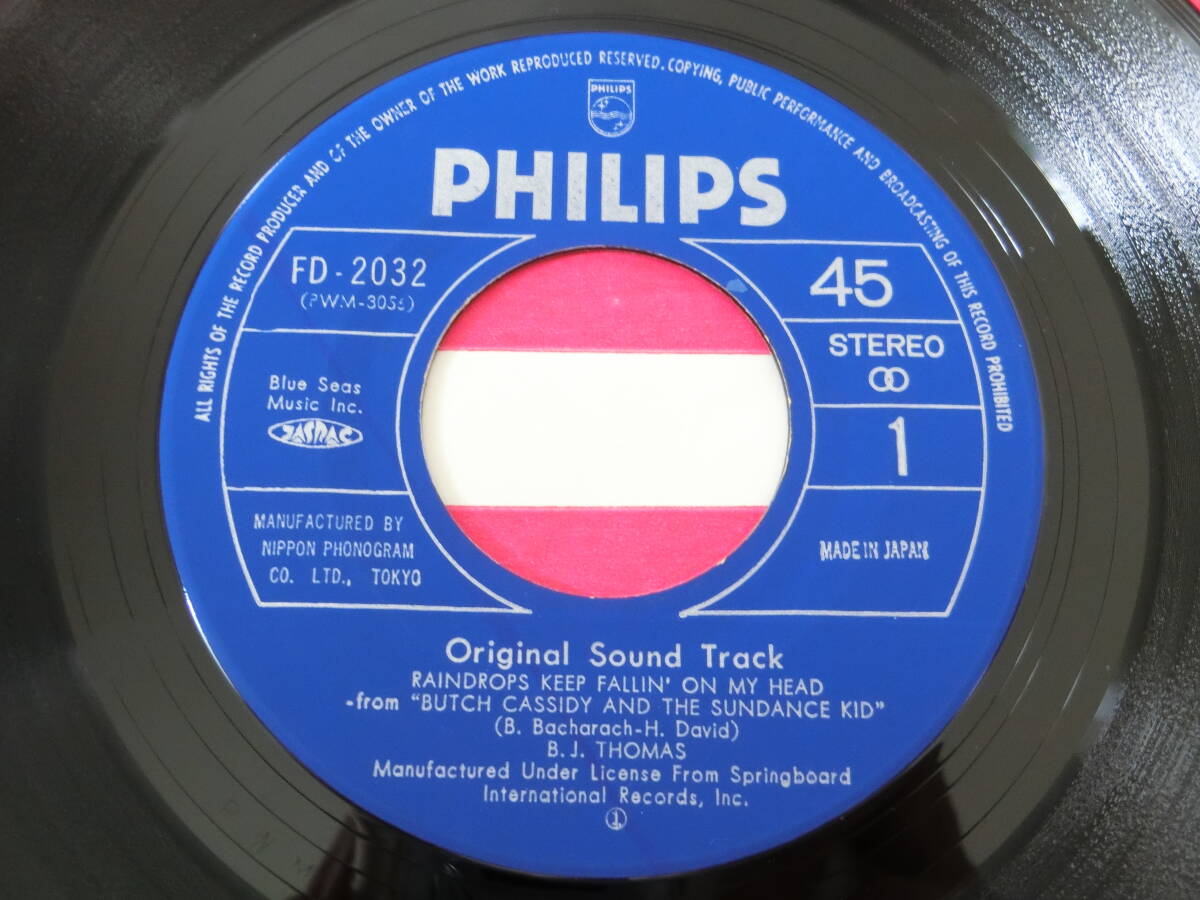 ALL RIGHTS OF THE RECORD PRODUCER AND OF THE OWNER OF THE WORK REPRODUCED RESERVED. COPYING, PUBLIC PERFORMANCE AND BROADCASTING OF THIS RECORD PROHIBITED
PHILIPS
PHILIPS
FD-2032
45
STEREO
Blue Seas
Music Inc.
JASRAC
1
MANUFACTURED BY
NIPPON PHONOGRAM
CO. LTD., TOKYO
MADE IN JAPAN
Original Sound Track
RAINDROPS KEEP FALLIN' ON MY HEAD
-from "BUTCH CASSIDY AND THE SUNDANCE KID"
(B. Bacharach-H. David)
B.J. THOMAS
Manufactured Under License From Springboard
International Records, Inc.